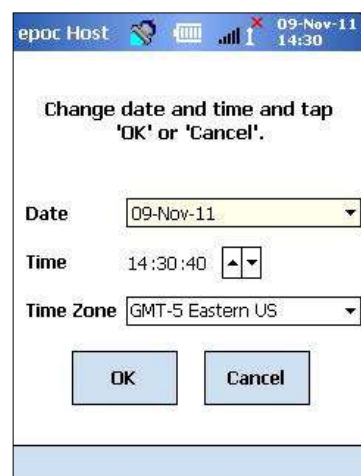 epoc Host 09-Nov-11
14:30
Change date and time and tap
'OK' or 'Cancel'.
Date 09-Nov-11
Time 14:30:40
Time Zone GMT-5 Eastern US
OK Cancel